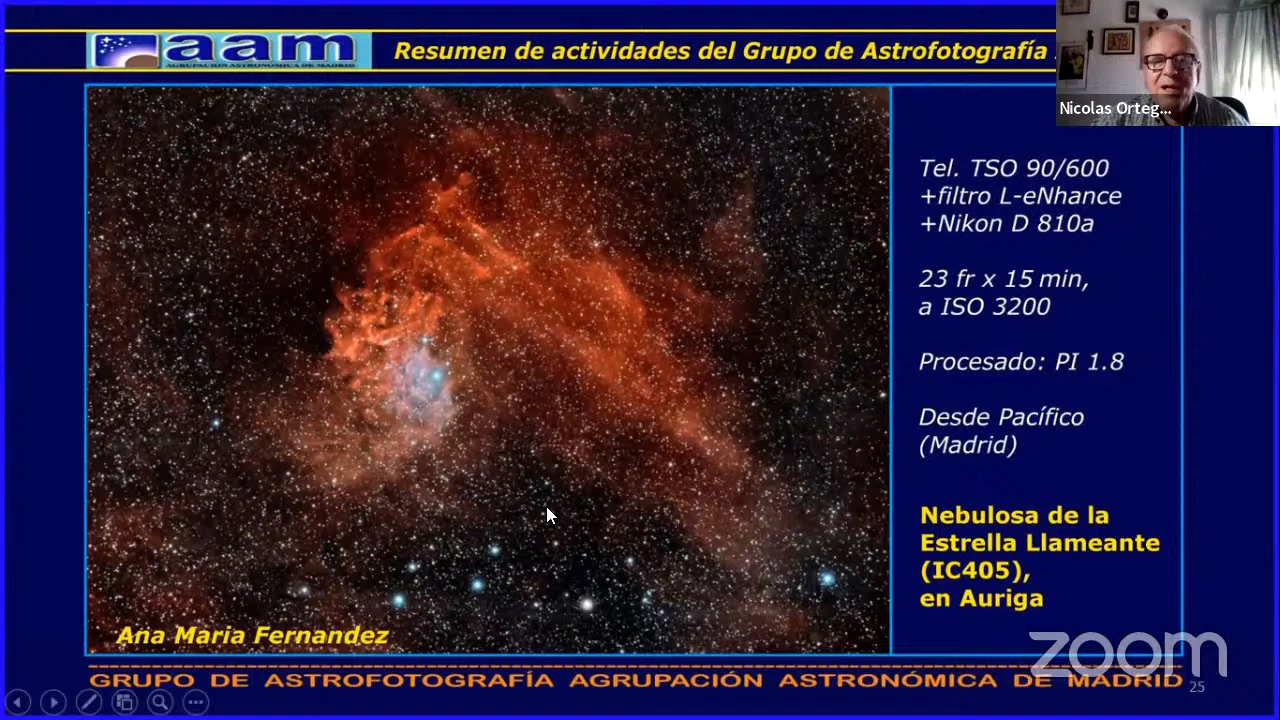 aam
AGRUPACIÓN ASTRONÓMICA DE MADRID
Resumen de actividades del Grupo de Astrofotografía
Nicolas Orteg...
Tel. TSO 90/600
+filtro L-eNhance
+Nikon D 810a
23 fr x 15 min,
a ISO 3200
Procesado: PI 1.8
Desde Pacífico
(Madrid)
Nebulosa de la
Estrella Llameante
(IC405),
en Auriga
Ana Maria Fernandez
zoom
GRUPO DE ASTROFOTOGRAFÍA AGRUPACIÓN ASTRONÓMICA DE MADRID
25